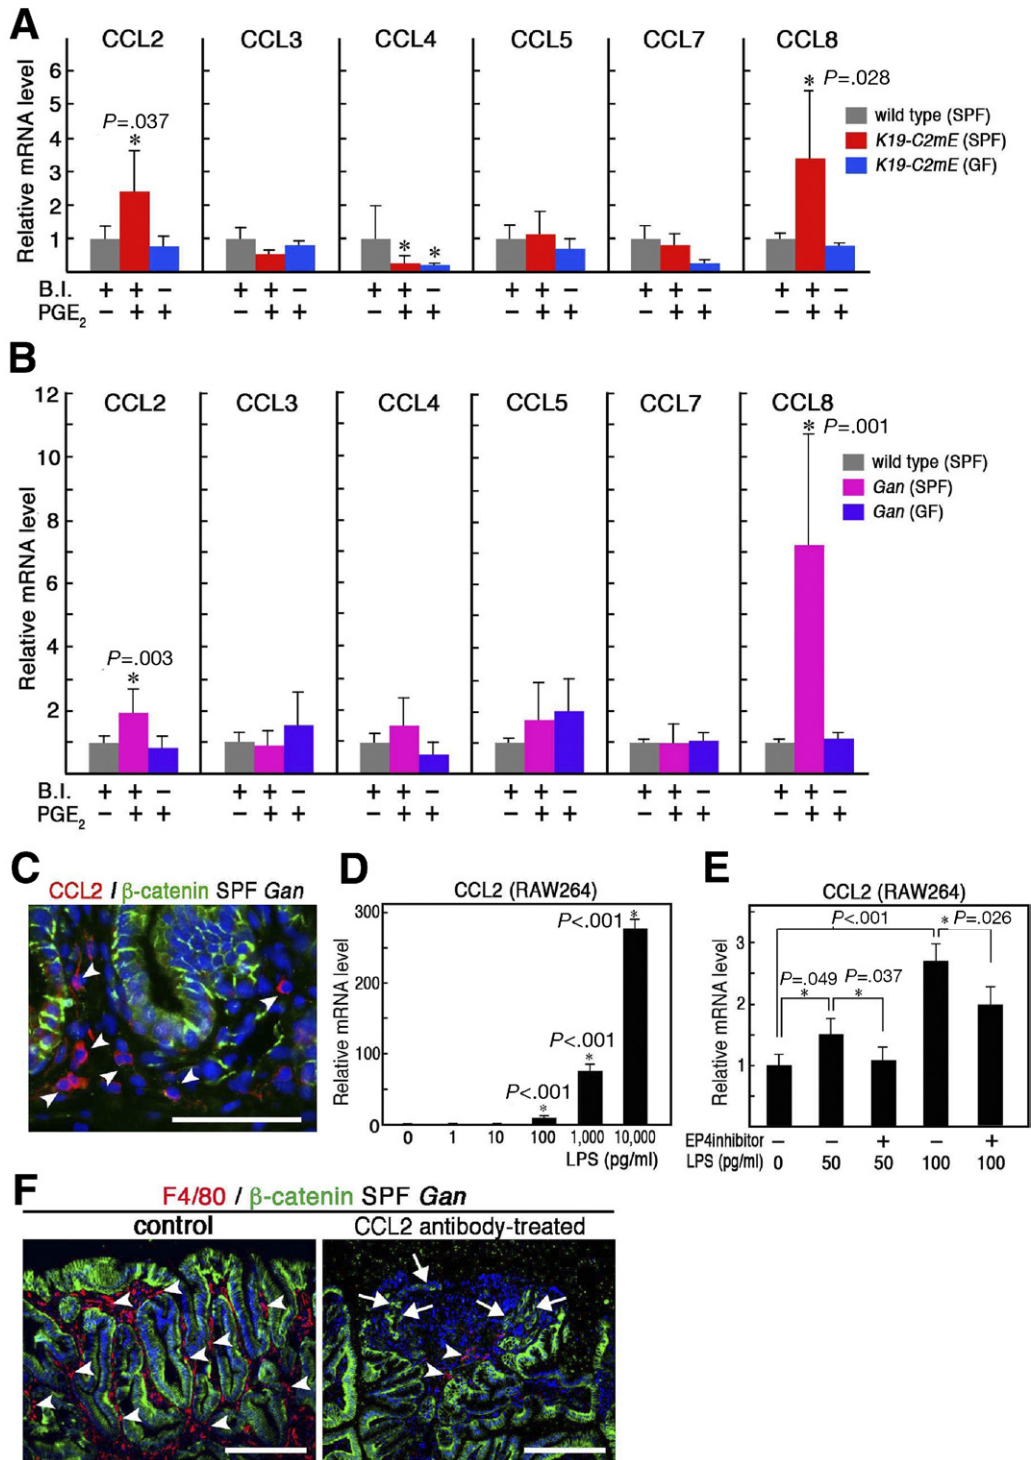 A
CCL2 CCL3 CCL4 CCL5 CCL7 CCL8
Relative mRNA level
6
5
4
3
2
1
P=.037
*
* *
* P=.028
wild type (SPF)
K19-C2mE (SPF)
K19-C2mE (GF)
B.I. + + − + + − + + − + + − + + − + + −
PGE2 − + + − + + − + + − + + − + + − + +
B
CCL2 CCL3 CCL4 CCL5 CCL7 CCL8
Relative mRNA level
12
10
8
6
4
2
P=.003
*
* P=.001
wild type (SPF)
Gan (SPF)
Gan (GF)
B.I. + + − + + − + + − + + − + + − + + −
PGE2 − + + − + + − + + − + + − + + − + +
C
CCL2 / β-catenin SPF Gan
D
CCL2 (RAW264)
Relative mRNA level
300
200
100
0
P<.001 *
P<.001
*
P<.001
*
0 1 10 100 1,000 10,000
LPS (pg/ml)
E
CCL2 (RAW264)
Relative mRNA level
3
2
1
P<.001
* P=.026
P=.049 P=.037
* *
EP4inhibitor − − + − +
LPS (pg/ml) 0 50 50 100 100
F
F4/80 / β-catenin SPF Gan
control CCL2 antibody-treated